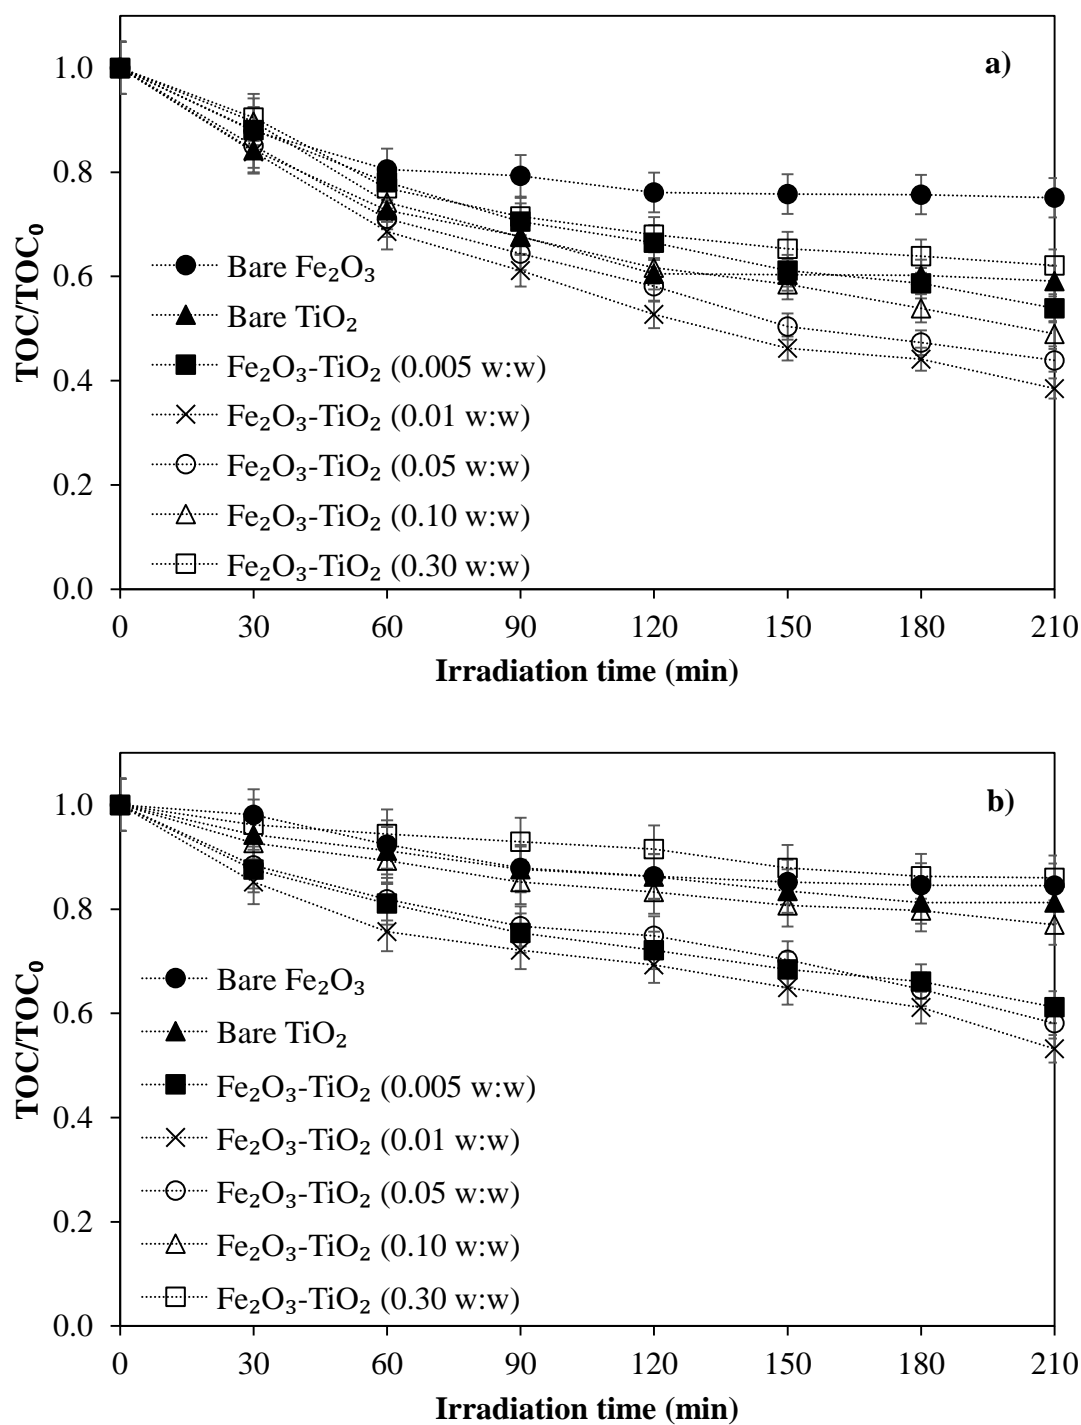 a)
1.0
0.8
0.6
0.4
0.2
0.0
TOC/TOC₀
Bare Fe₂O₃
Bare TiO₂
Fe₂O₃-TiO₂ (0.005 w:w)
Fe₂O₃-TiO₂ (0.01 w:w)
Fe₂O₃-TiO₂ (0.05 w:w)
Fe₂O₃-TiO₂ (0.10 w:w)
Fe₂O₃-TiO₂ (0.30 w:w)
0 30 60 90 120 150 180 210
Irradiation time (min)
b)
1.0
0.8
0.6
0.4
0.2
0.0
TOC/TOC₀
Bare Fe₂O₃
Bare TiO₂
Fe₂O₃-TiO₂ (0.005 w:w)
Fe₂O₃-TiO₂ (0.01 w:w)
Fe₂O₃-TiO₂ (0.05 w:w)
Fe₂O₃-TiO₂ (0.10 w:w)
Fe₂O₃-TiO₂ (0.30 w:w)
0 30 60 90 120 150 180 210
Irradiation time (min)